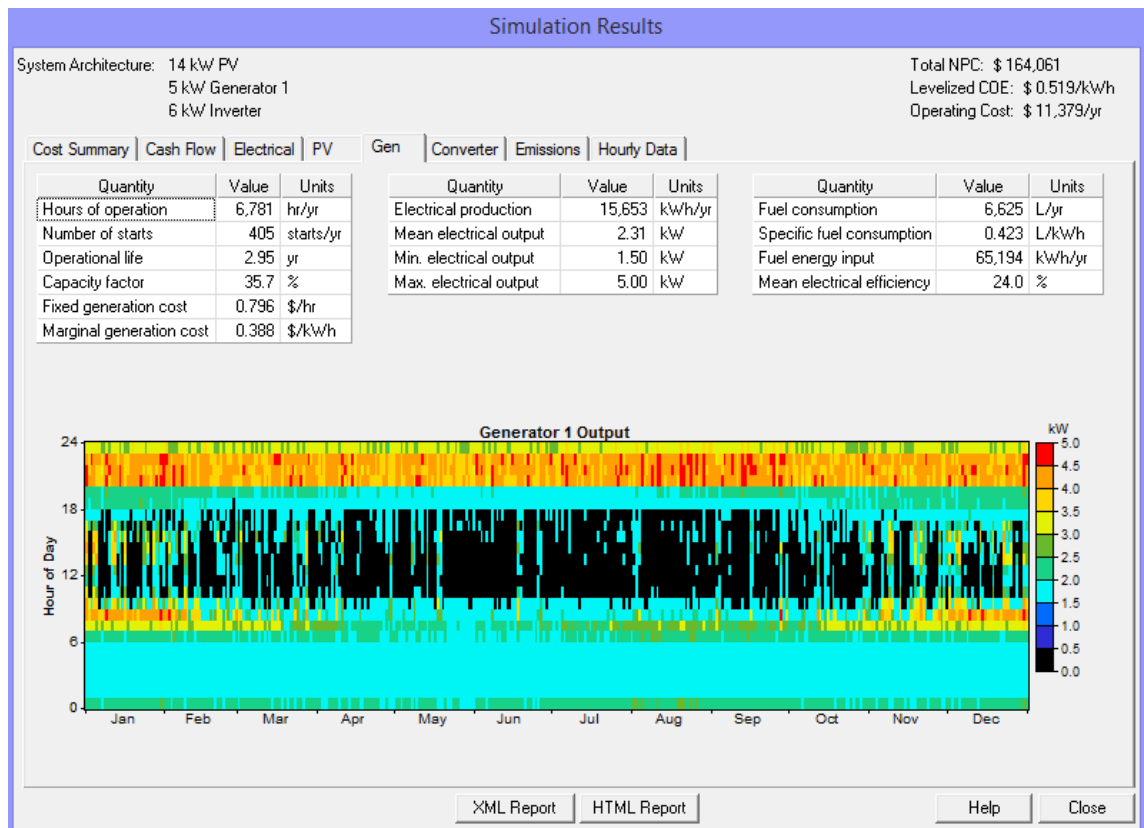 Simulation Results
System Architecture: 14 kW PV
5 kW Generator 1
6 kW Inverter
Total NPC: $ 164,061
Levelized COE: $ 0.519/kWh
Operating Cost: $ 11,379/yr
Cost Summary Cash Flow Electrical PV Gen Converter Emissions Hourly Data
Quantity Value Units
Hours of operation 6,781 hr/yr
Number of starts 405 starts/yr
Operational life 2.95 yr
Capacity factor 35.7 %
Fixed generation cost 0.796 $/hr
Marginal generation cost 0.388 $/kWh
Quantity Value Units
Electrical production 15,653 kWh/yr
Mean electrical output 2.31 kW
Min. electrical output 1.50 kW
Max. electrical output 5.00 kW
Quantity Value Units
Fuel consumption 6,625 L/yr
Specific fuel consumption 0.423 L/kWh
Fuel energy input 65,194 kWh/yr
Mean electrical efficiency 24.0 %
Generator 1 Output
Hour of Day
24
18
12
6
0
Jan Feb Mar Apr May Jun Jul Aug Sep Oct Nov Dec
kW
5.0
4.5
4.0
3.5
3.0
2.5
2.0
1.5
1.0
0.5
0.0
XML Report HTML Report Help Close